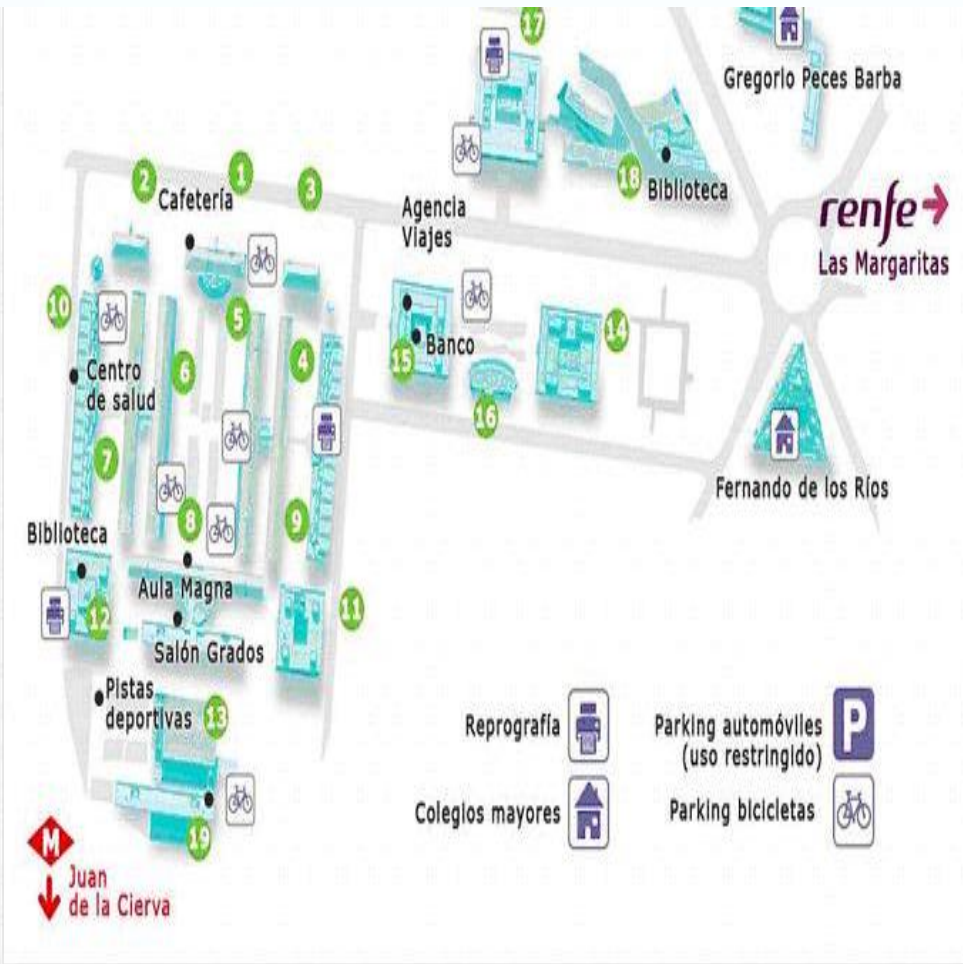 17
Gregorio Peces Barba
2
1
3
Cafetería
18
Biblioteca
Agencia
Viajes
renfe
Las Margaritas
10
5
14
Banco
15
4
6
Centro
de salud
16
7
Fernando de los Ríos
8
9
Biblioteca
Aula Magna
12
11
Salón Grados
Pistas
deportivas
13
Reprografía
Parking automóviles
(uso restringido)
P
Colegios mayores
Parking bicicletas
19
M
Juan
de la Cierva